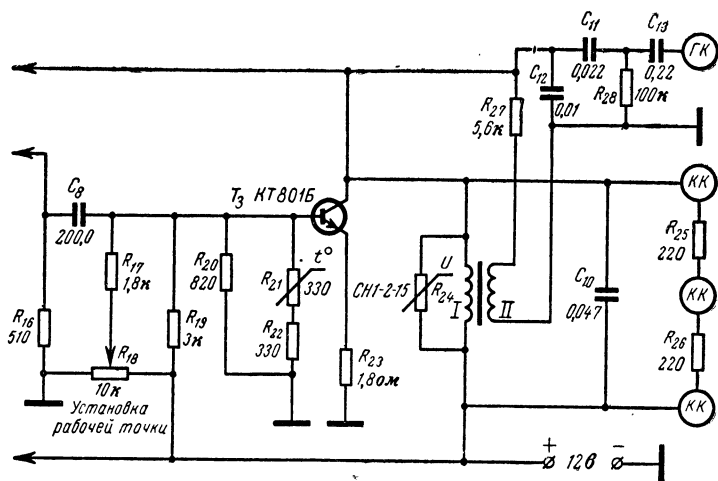 C11
0,022
C13
0,22
ГК
C12
0,01
R28
100к
R27
5,6к
C8
200,0
T3 КТ801Б
КК
R25
220
R17
1,8к
R20
820
t°
R21
330
U
СН1-2-15
R24
I
II
C10
0,047
КК
R16
510
R19
3к
R22
330
R18
10к
R23
1,8ом
R26
220
КК
Установка
рабочей точки
+ 12в −